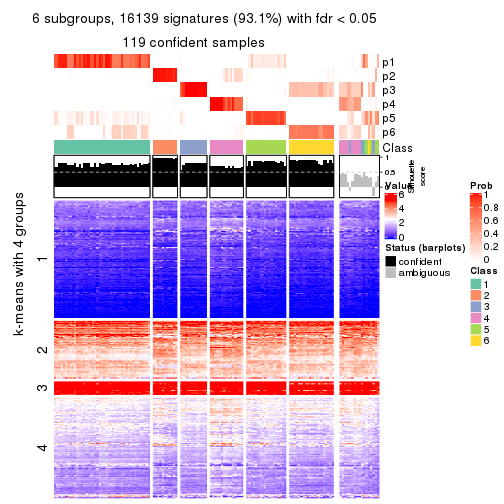 6 subgroups, 16139 signatures (93.1%) with fdr < 0.05
119 confident samples
p1
p2
p3
p4
p5
p6
Class
1
0.5
0
Silhouette
score
k-means with 4 groups
1
2
3
4
Value
6
4
2
0
Status (barplots)
confident
ambiguous
Prob
1
0.8
0.6
0.4
0.2
0
Class
1
2
3
4
5
6